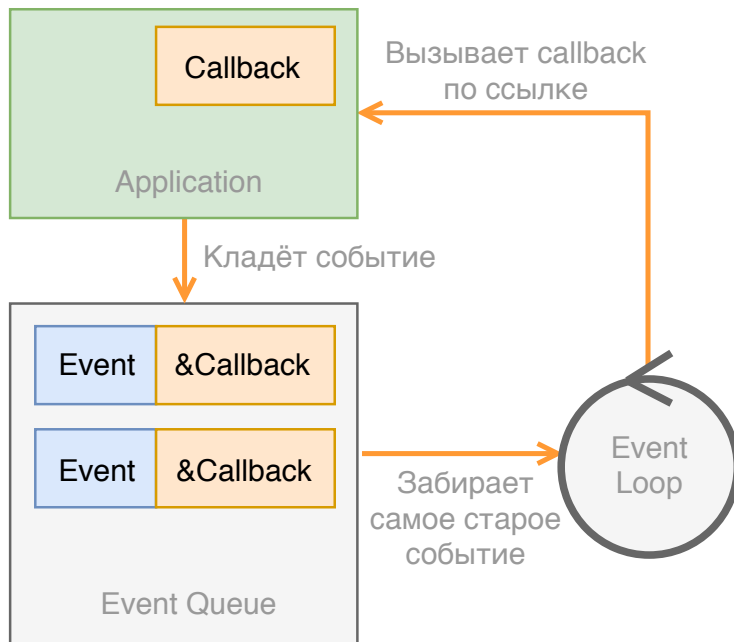 Callback
Application
Вызывает callback
по ссылке
Кладёт событие
Event &Callback
Event &Callback
Event Queue
Забирает
самое старое
событие
Event
Loop